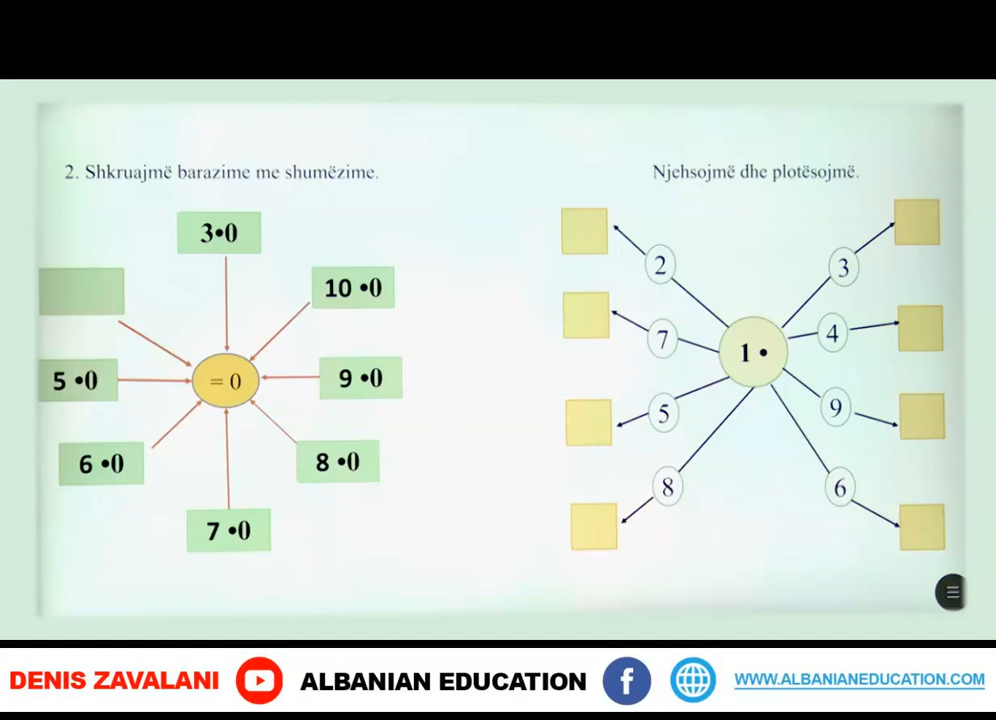 2. Shkruajmë barazime me shumëzime.
3•0
10 •0
5 •0
= 0
9 •0
6 •0
8 •0
7 •0
Njehsojmë dhe plotësojmë.
2
3
7
1 •
4
5
9
8
6
DENIS ZAVALANI
ALBANIAN EDUCATION
f
WWW.ALBANIANEDUCATION.COM